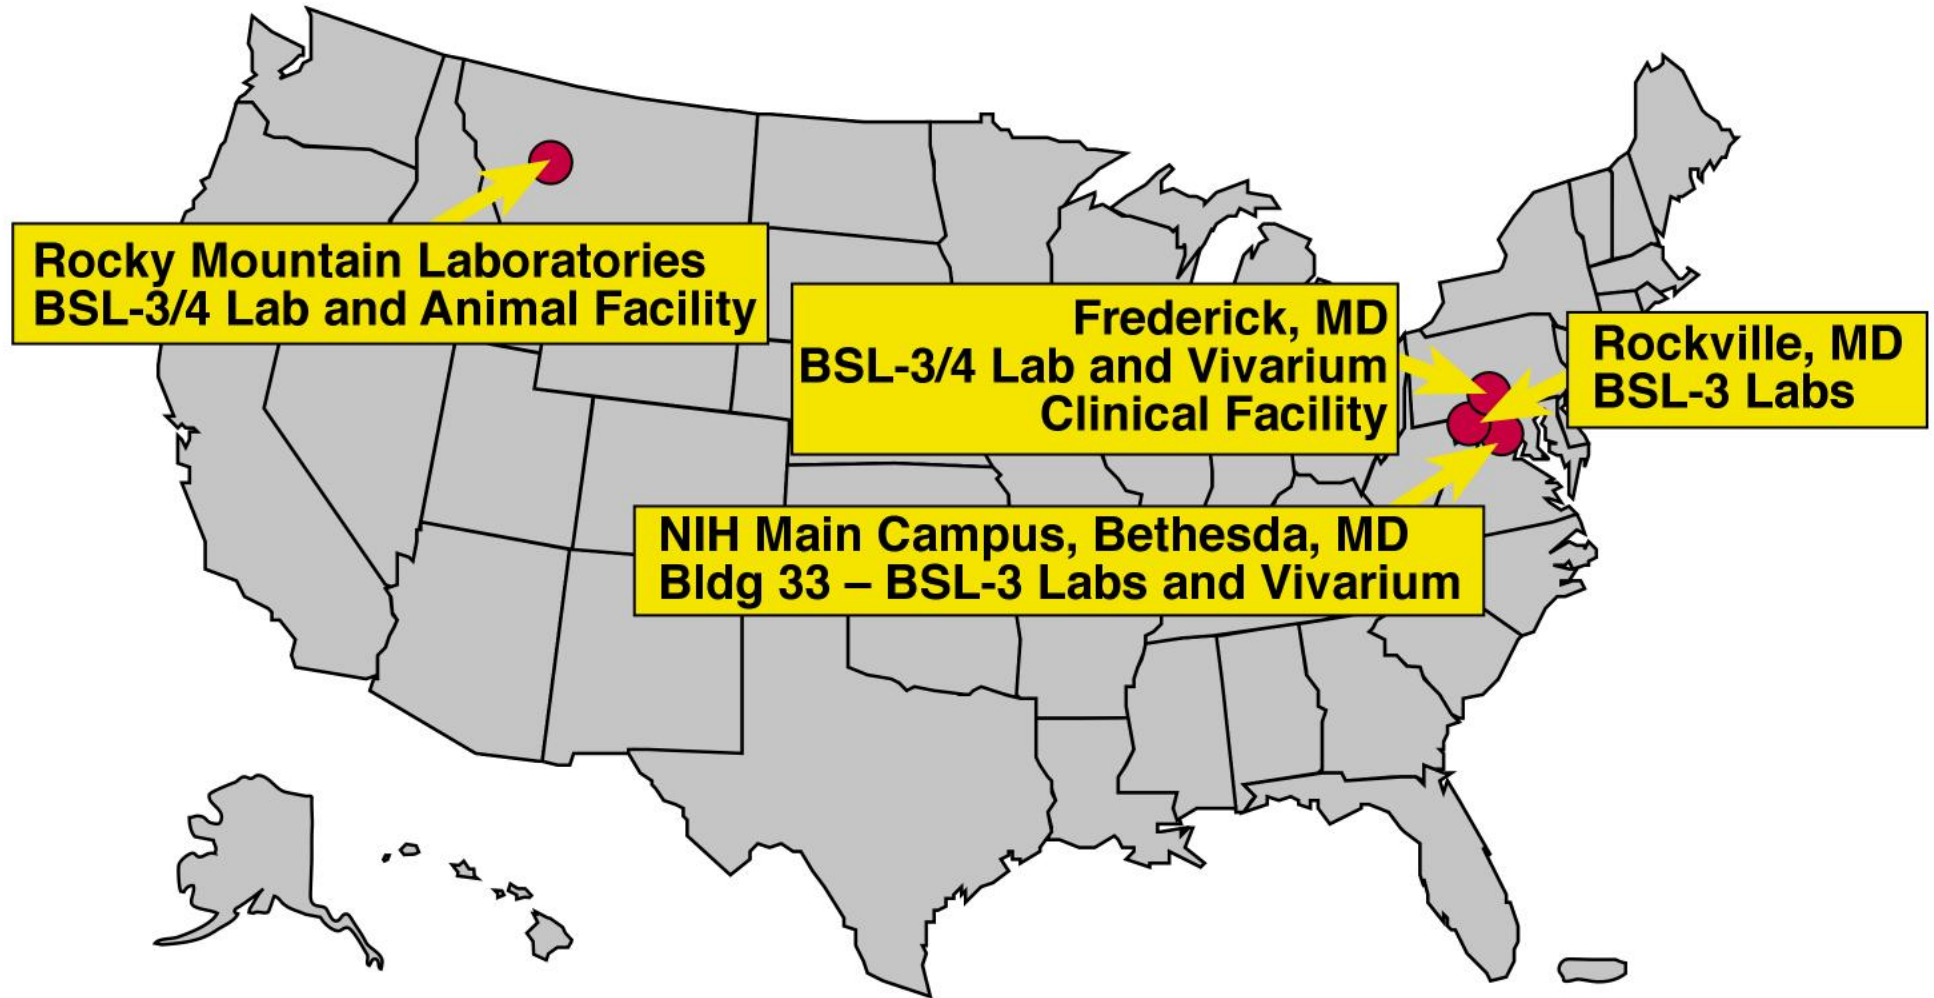 Rocky Mountain Laboratories
BSL-3/4 Lab and Animal Facility
Frederick, MD
BSL-3/4 Lab and Vivarium
Clinical Facility
Rockville, MD
BSL-3 Labs
NIH Main Campus, Bethesda, MD
Bldg 33 – BSL-3 Labs and Vivarium